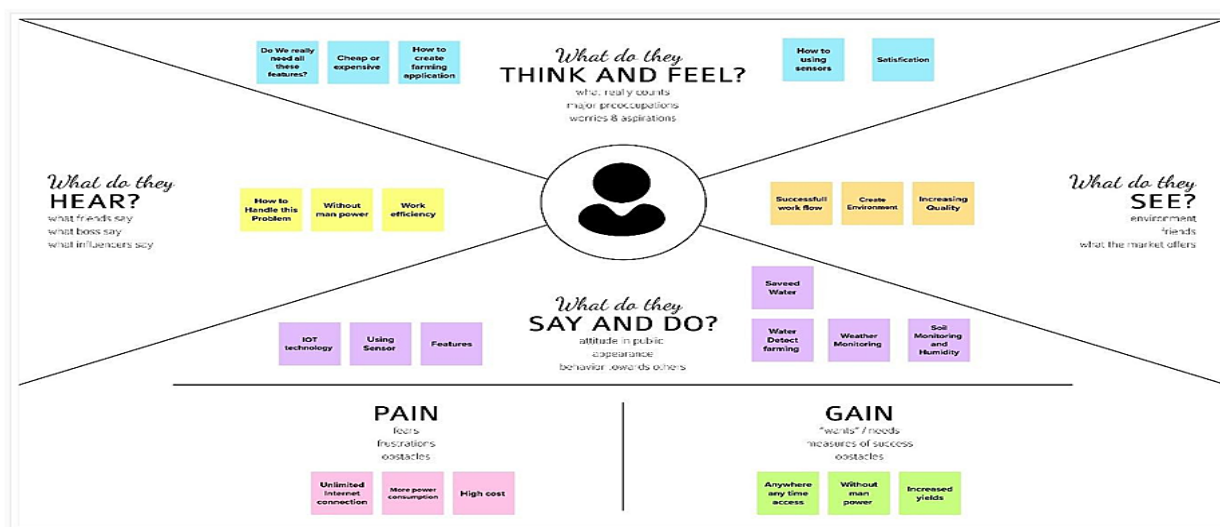 Do We really
need all
these
features?
Cheap or
expensive
How to
create
farming
application
What do they
THINK AND FEEL?
what really counts
major preoccupations
worries & aspirations
How to
using
sensors
Satisfication
What do they
HEAR?
what friends say
what boss say
what influencers say
How to
Handle this
Problem
Without
man power
Work
efficiency
Successfull
work flow
Create
Environment
Increasing
Quality
What do they
SEE?
environment
friends
what the market offers
What do they
SAY AND DO?
attitude in public
appearance
behavior towards others
IOT
technology
Using
Sensor
Features
Saveed
Water
Water
Detect
farming
Weather
Monitoring
Soil
Monitoring
and
Humidity
PAIN
fears
frustrations
obstacles
Unlimited
Internet
connection
More power
consumption
High cost
GAIN
"wants" / needs
measures of success
obstacles
Anywhere
any time
access
Without
man
power
Increased
yields